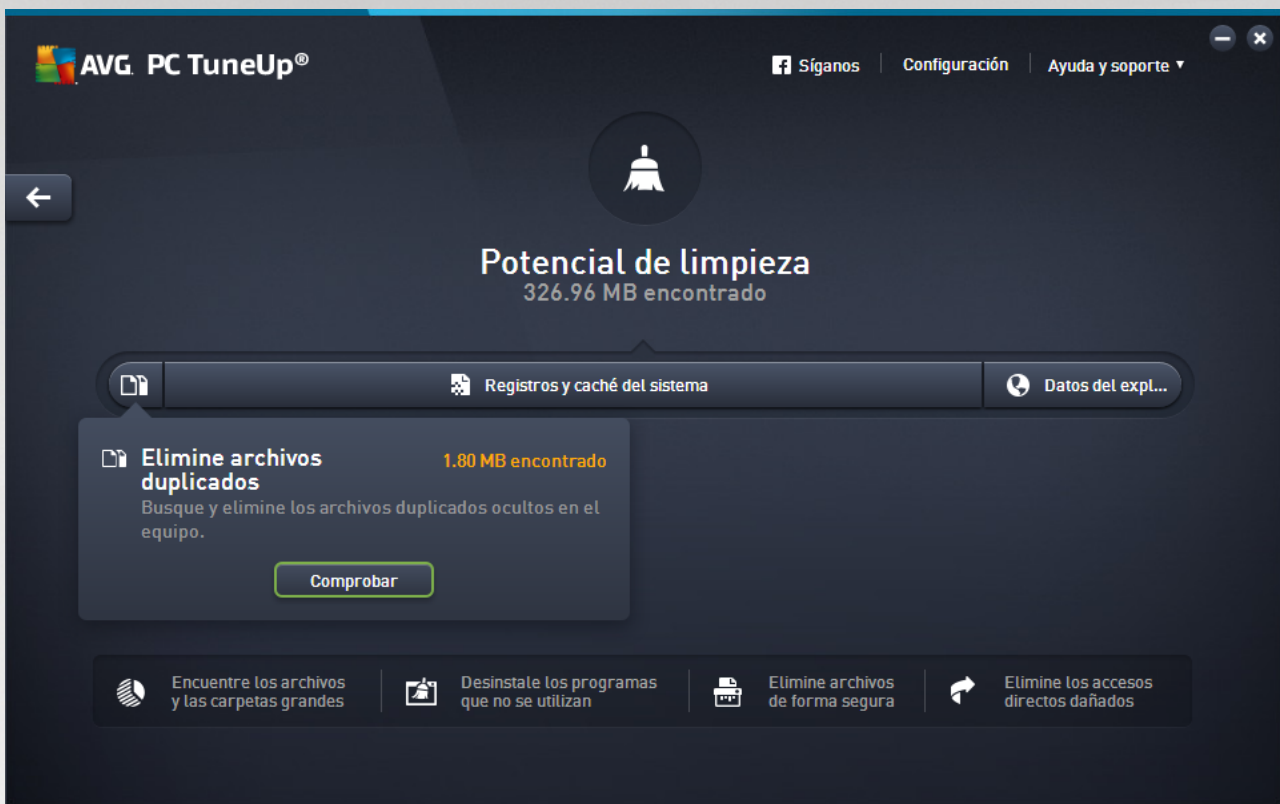 AVG PC TuneUp®
Síganos
Configuración
Ayuda y soporte
Potencial de limpieza
326.96 MB encontrado
Registros y caché del sistema
Datos del expl...
Elimine archivos
duplicados
1.80 MB encontrado
Busque y elimine los archivos duplicados ocultos en el
equipo.
Comprobar
Encuentre los archivos
y las carpetas grandes
Desinstale los programas
que no se utilizan
Elimine archivos
de forma segura
Elimine los accesos
directos dañados